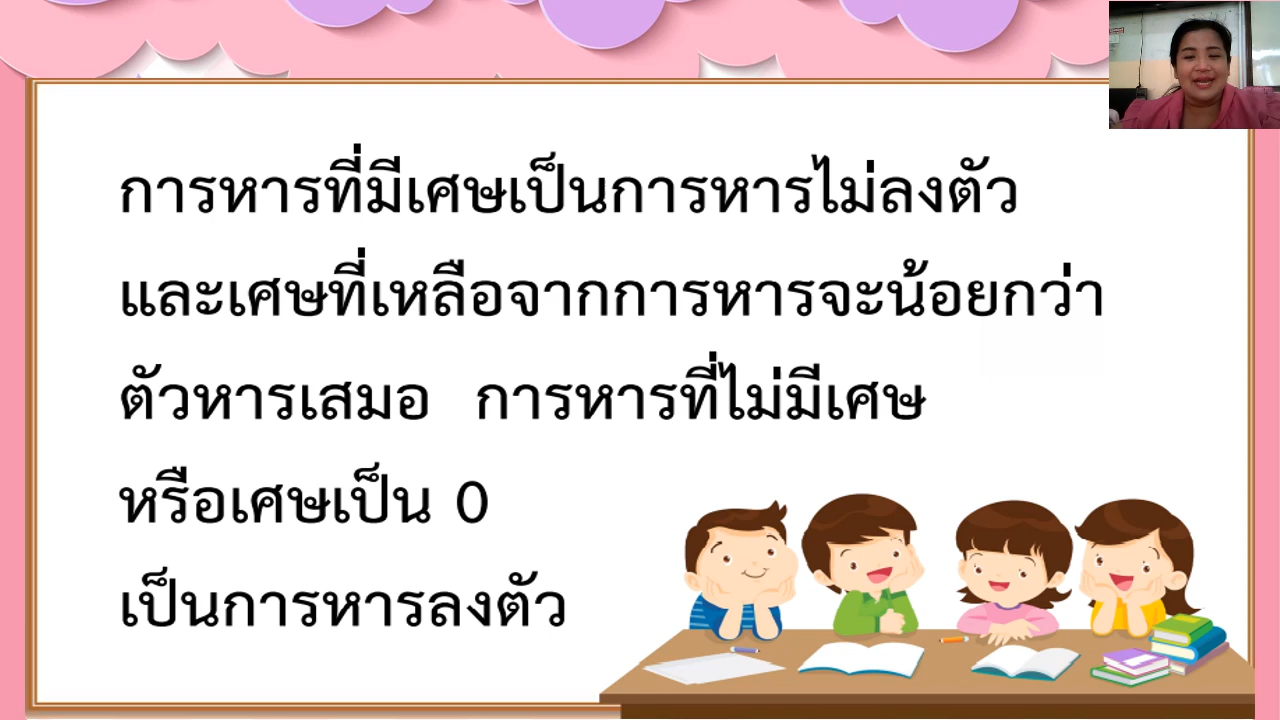 การหารที่มีเศษเป็นการหารไม่ลงตัว
และเศษที่เหลือจากการหารจะน้อยกว่า
ตัวหารเสมอ การหารที่ไม่มีเศษ
หรือเศษเป็น 0
เป็นการหารลงตัว